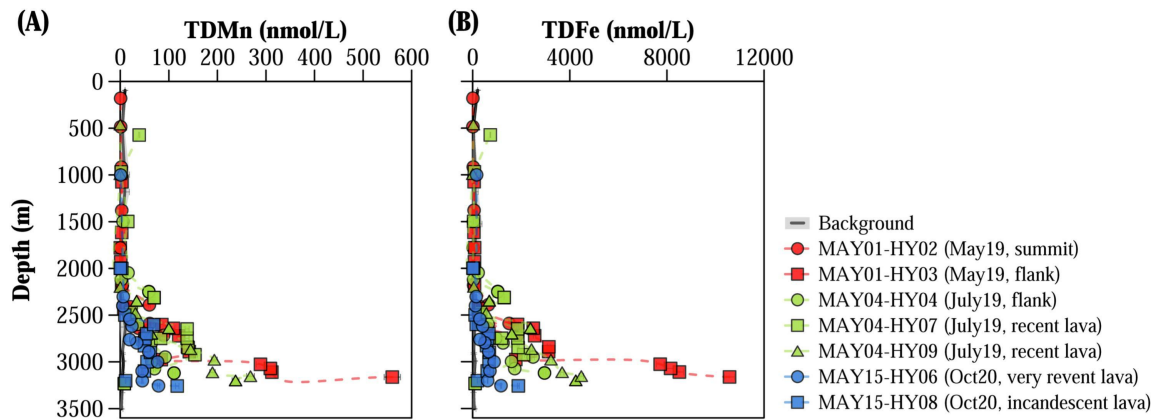 (A) TDMn (nmol/L)
0 100 200 300 400 500 600
(B) TDFe (nmol/L)
0 4000 8000 12000
Depth (m)
0
500
1000
1500
2000
2500
3000
3500
Background
MAY01-HY02 (May19, summit)
MAY01-HY03 (May19, flank)
MAY04-HY04 (July19, flank)
MAY04-HY07 (July19, recent lava)
MAY04-HY09 (July19, recent lava)
MAY15-HY06 (Oct20, very revent lava)
MAY15-HY08 (Oct20, incandescent lava)